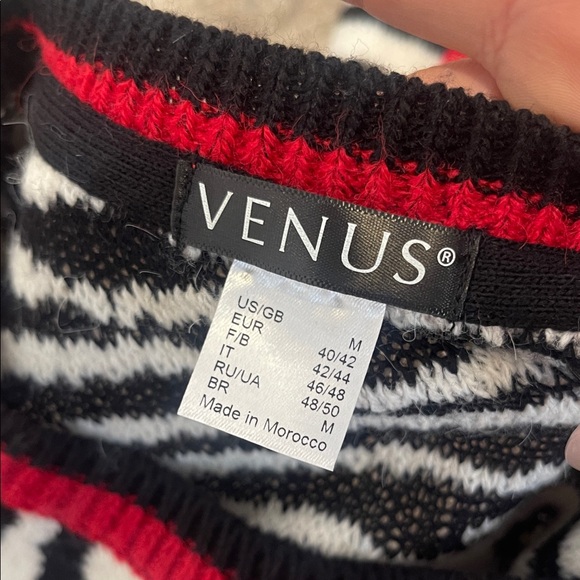 VENUS®
US/GB M
EUR 40/42
F/B 42/44
IT 46/48
RU/UA 48/50
BR M
Made in Morocco